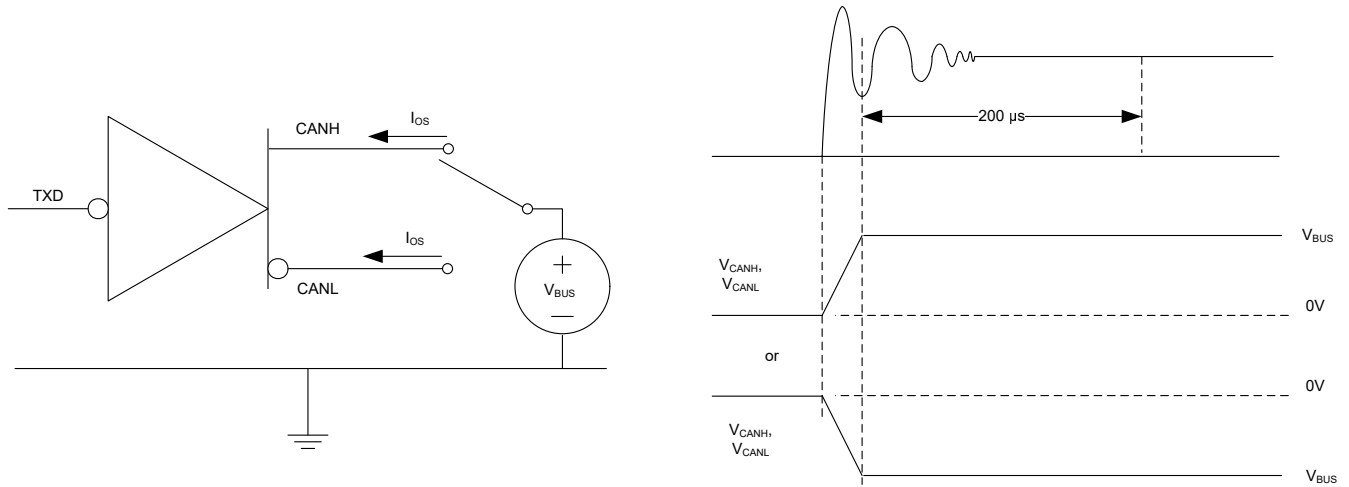 TXD
CANH
I_OS
I_OS
CANL
+
V_BUS
—
200 µs
V_CANH,
V_CANL
V_BUS
0V
or
0V
V_CANH,
V_CANL
V_BUS